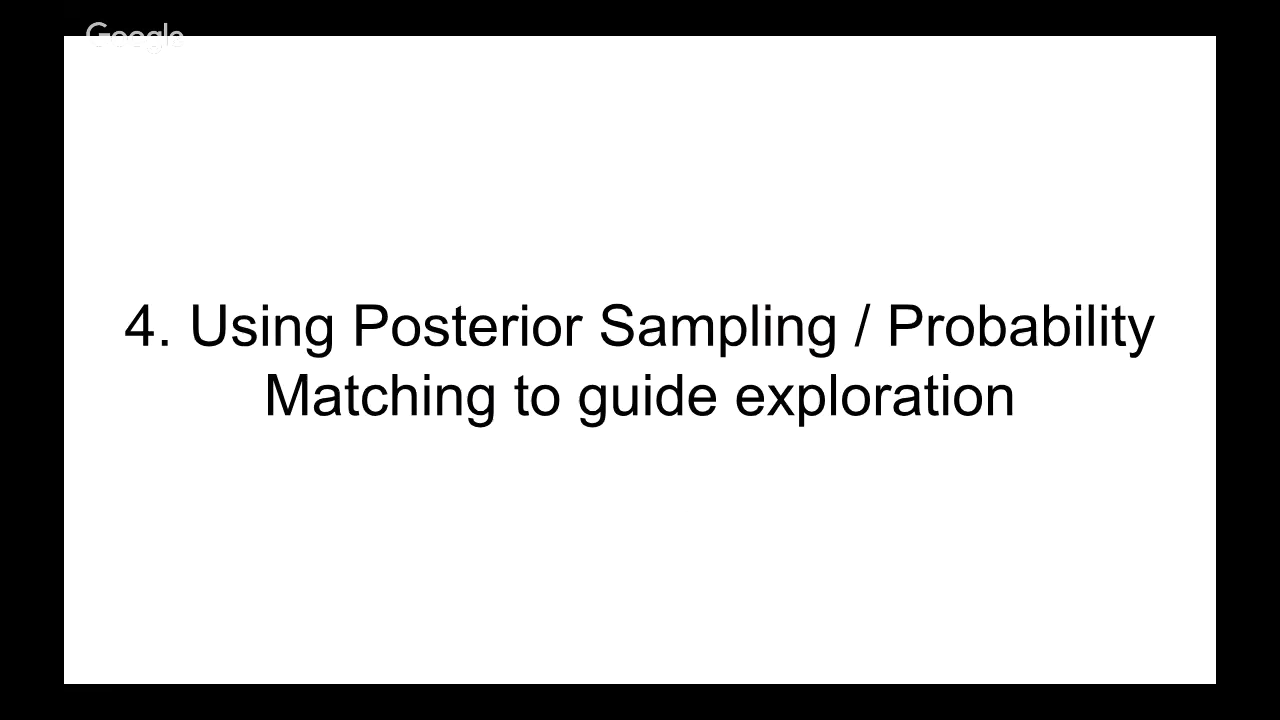 Google
4. Using Posterior Sampling / Probability
Matching to guide exploration